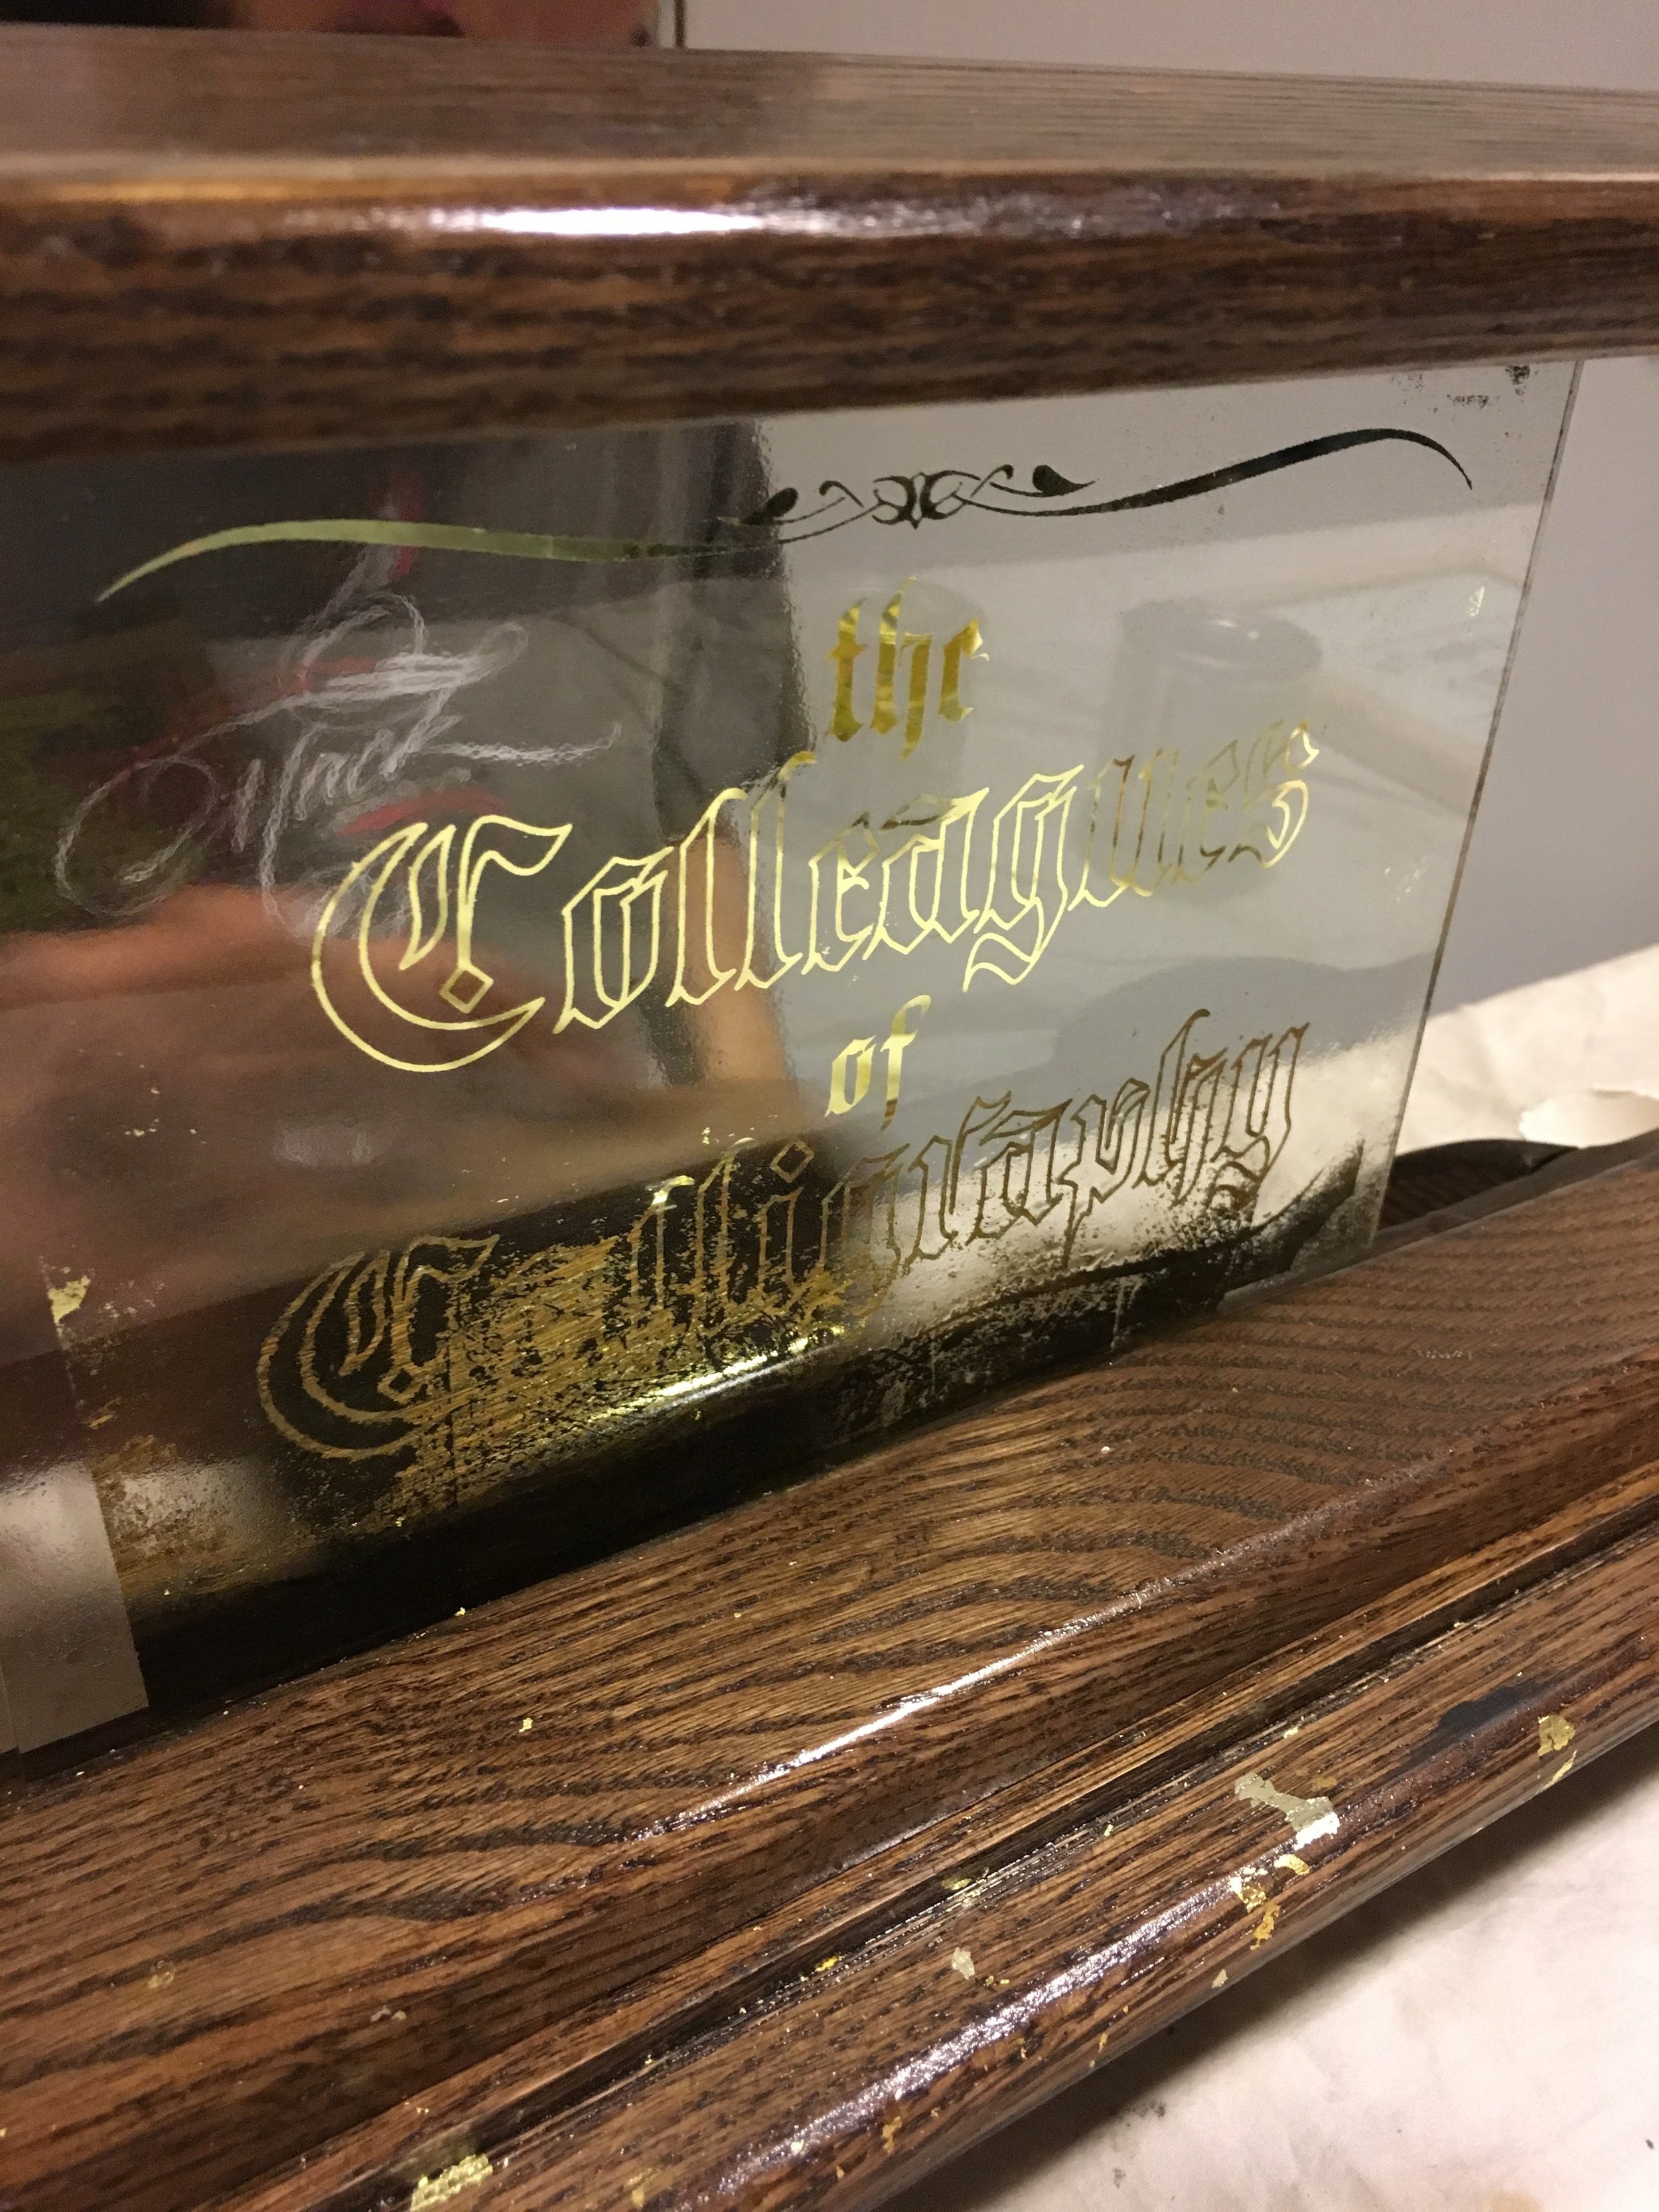 the
Colleagues
of
Calligraphy